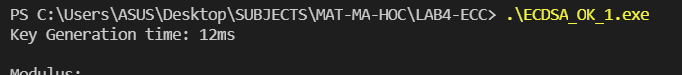 PS C:\Users\ASUS\Desktop\SUBJECTS\MAT-MA-HOC\LAB4-ECC> .\ECDSA_OK_1.exe
Key Generation time: 12ms
Modulus: